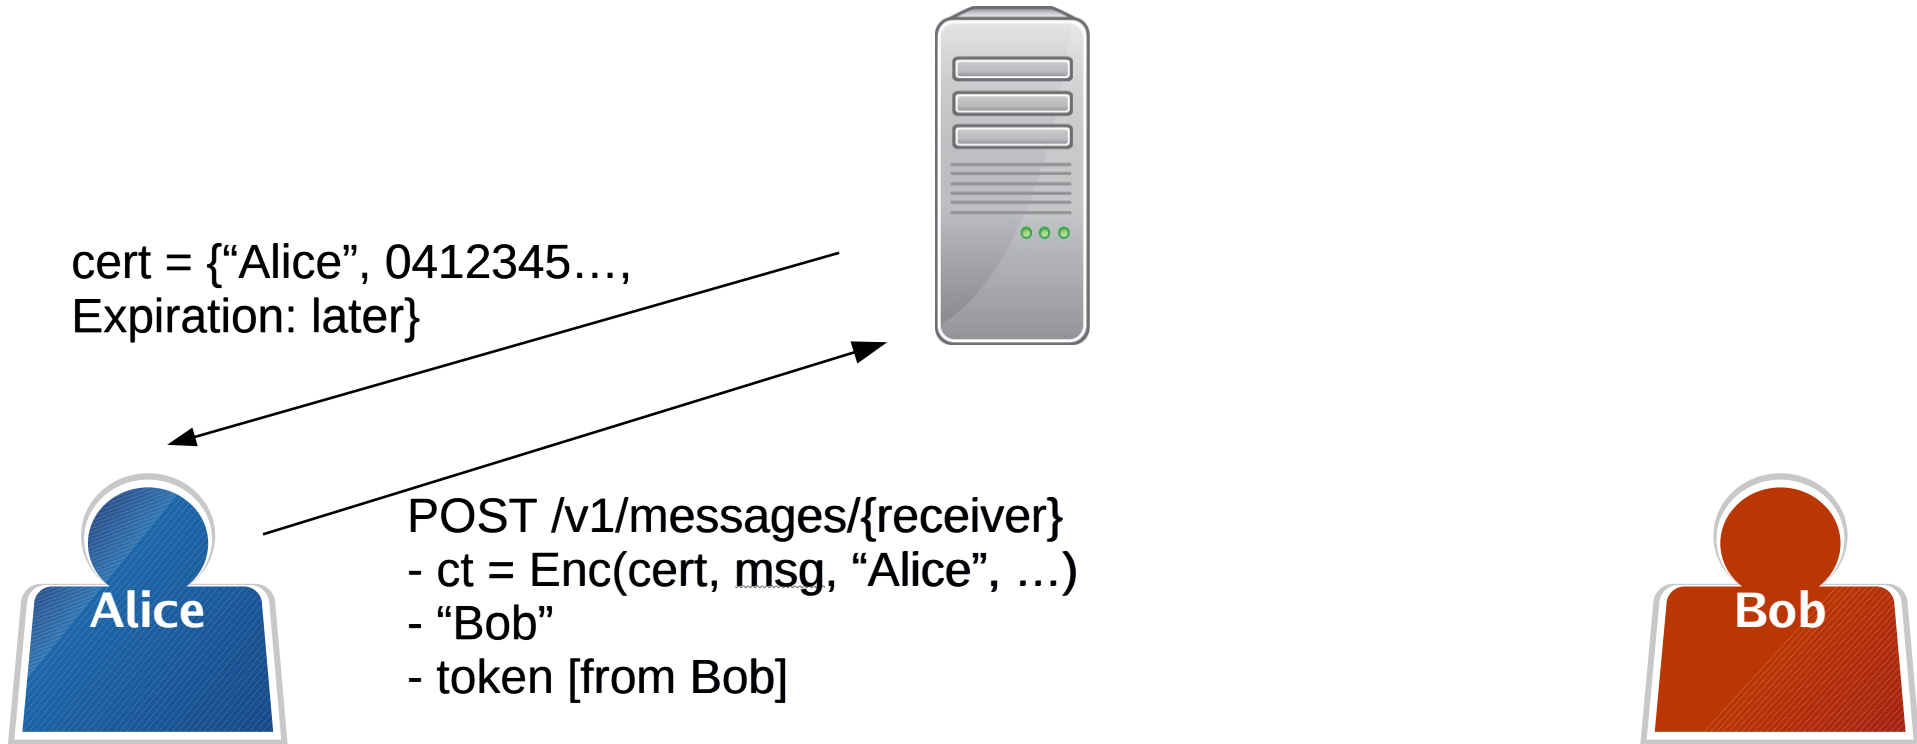 cert = {“Alice”, 0412345…,
Expiration: later}
POST /v1/messages/{receiver}
- ct = Enc(cert, msg, “Alice”, …)
- “Bob”
- token [from Bob]
Alice
Bob